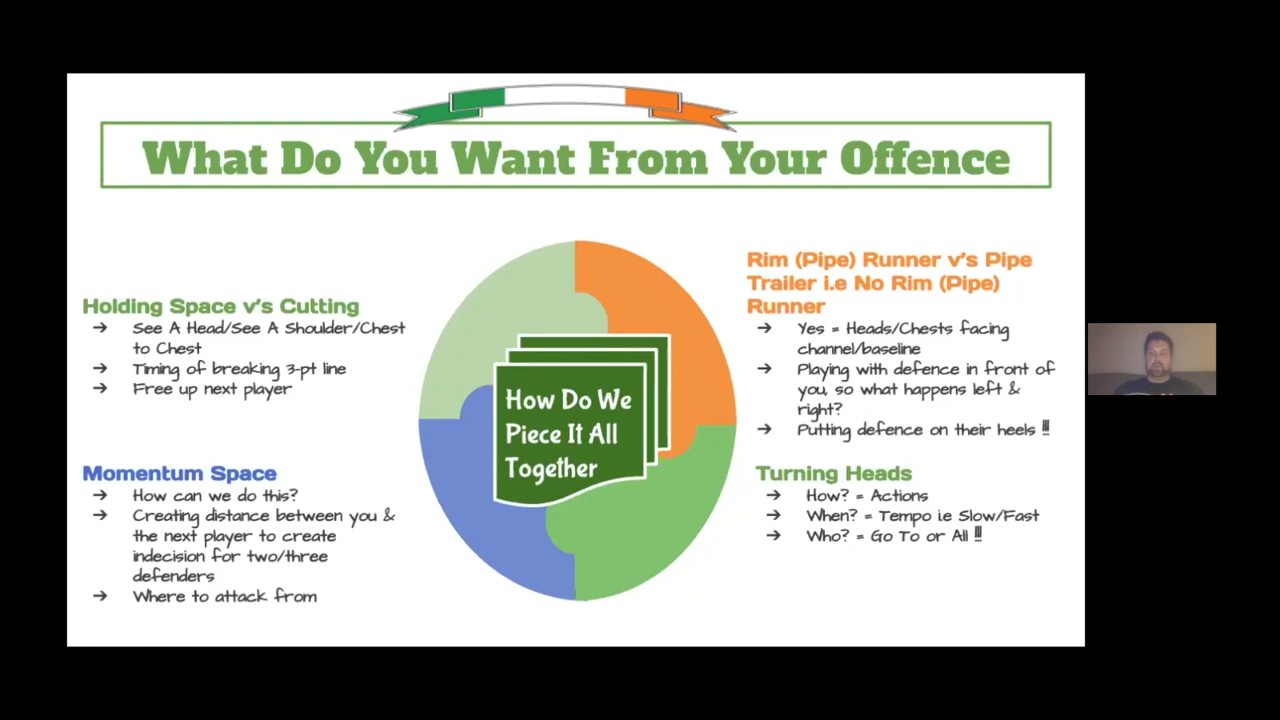 What Do You Want From Your Offence
Holding Space v's Cutting
➔ See A Head/See A Shoulder/Chest
to Chest
➔ Timing of breaking 3-pt line
➔ Free up next player
Momentum Space
➔ How can we do this?
➔ Creating distance between you &
the next player to create
indecision for two/three
defenders
➔ Where to attack from
How Do We
Piece It All
Together
Rim (Pipe) Runner v's Pipe
Trailer i.e No Rim (Pipe)
Runner
➔ Yes = Heads/Chests facing
channel/baseline
➔ Playing with defence in front of
you, so what happens left &
right?
➔ Putting defence on their heels !!!
Turning Heads
➔ How? = Actions
➔ When? = Tempo i.e Slow/Fast
➔ Who? = Go To or All !!!